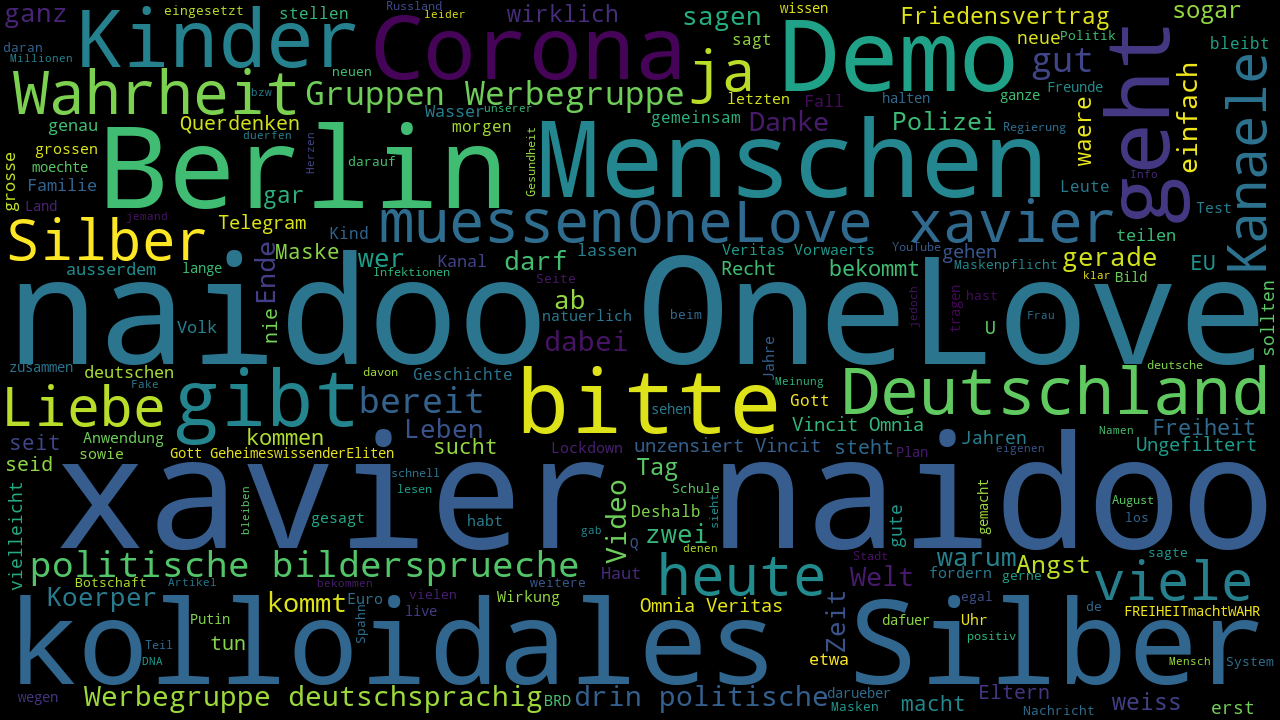 ganz eingesetzt stellen Russland leider wirklich sagen wissen Friedensvertrag sogar
daran Millionen Kinder Corona sagt Demo neue Politik gut geht bleibt
Wahrheit neuen bzw Gruppen Werbegruppe ja letzten Fall halten ganze Freunde Kanaele
genau Querdenken Wasser unserer morgen gemeinsam Danke Polizei Regierung Waere einfach
grossen duerfen Berlin Herzen darauf Gesundheit Menschen
moechte Familie grosse gar Leute Info
Land jemand Telegram Kind muessenOneLove xavier Test teilen
Silber Ende Maske wer Kanal darf lassen Veritas Vorwaerts YouTube gehen gerade EU
ausserdem lange Infektionen Seite Recht bekommt Maskenpflicht klar Bild
naidoo OneLove
Volk nie ab natuerlich beim jedoch tragen hast U Frau sollten
zusammen deutschen davon Geschichte dabei Jahre deutsche
Liebe Fake gibt bereit bitte sehen Meinung Gott Deutschland
seit Anwendung kommen Leben Vincit Omnia Namen Freiheit
seid sowie Gott GeheimeswissenderEliten sucht Lockdown unzensiert Vincit steht Plan Jahren eigenen Ungefiltert
xavier naidoo
schnell lesen Tag Schule August los
vielleicht bleiben gesagt habt gab Video Deshalb sieht zwei gute gemacht
politische bildersprueche Q denen Stadt warum Angst sagte
Botschaft Artikel bekommen weitere Haut heute Welt fordern gerne viele
Koerper kommt Euro vielen live Wirkung Omnia Veritas Zeit egal de FREIHEITmachtWAHR
kolloidales Silber
Putin Spahn dafuer Uhr
Teil tun positiv
DNA etwa Mensch System
wegen Werbegruppe deutschsprachig BRD drin politische darueber Eltern
Masken macht Nachricht weiss erst